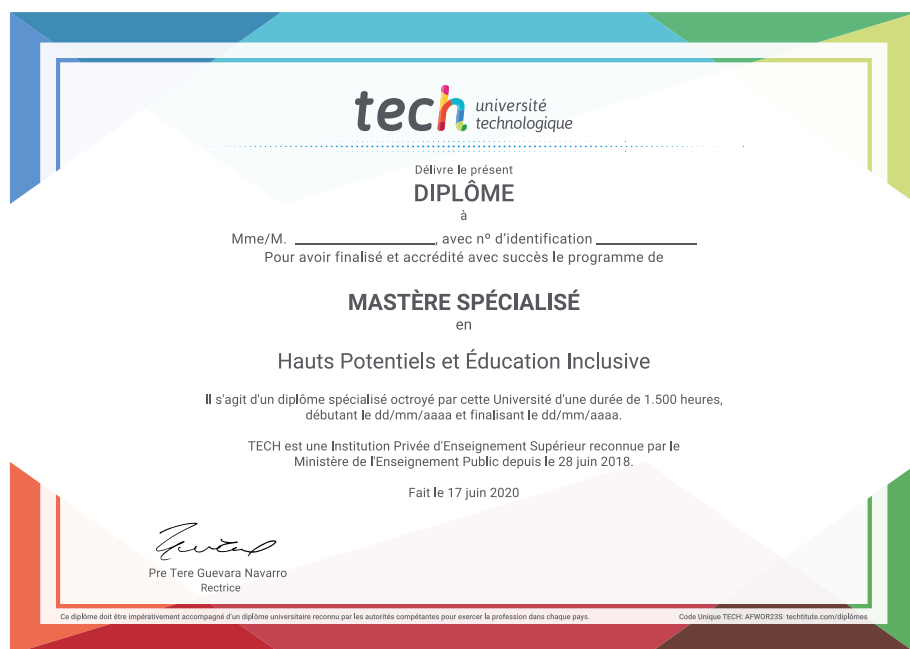 tech université
technologique
Délivre le présent
DIPLÔME
à
Mme/M. ____________________, avec nº d'identification ______________
Pour avoir finalisé et accrédité avec succès le programme de
MASTÈRE SPÉCIALISÉ
en
Hauts Potentiels et Éducation Inclusive
Il s'agit d'un diplôme spécialisé octroyé par cette Université d'une durée de 1.500 heures,
débutant le dd/mm/aaaa et finalisant le dd/mm/aaaa.
TECH est une Institution Privée d'Enseignement Supérieur reconnue par le
Ministère de l'Enseignement Public depuis le 28 juin 2018.
Fait le 17 juin 2020
Pre Tere Guevara Navarro
Rectrice
Ce diplôme doit être impérativement accompagné d'un diplôme universitaire reconnu par les autorités compétantes pour exercer la profession dans chaque pays.
Code Unique TECH: AFWOR23S techtitute.com/diplômes